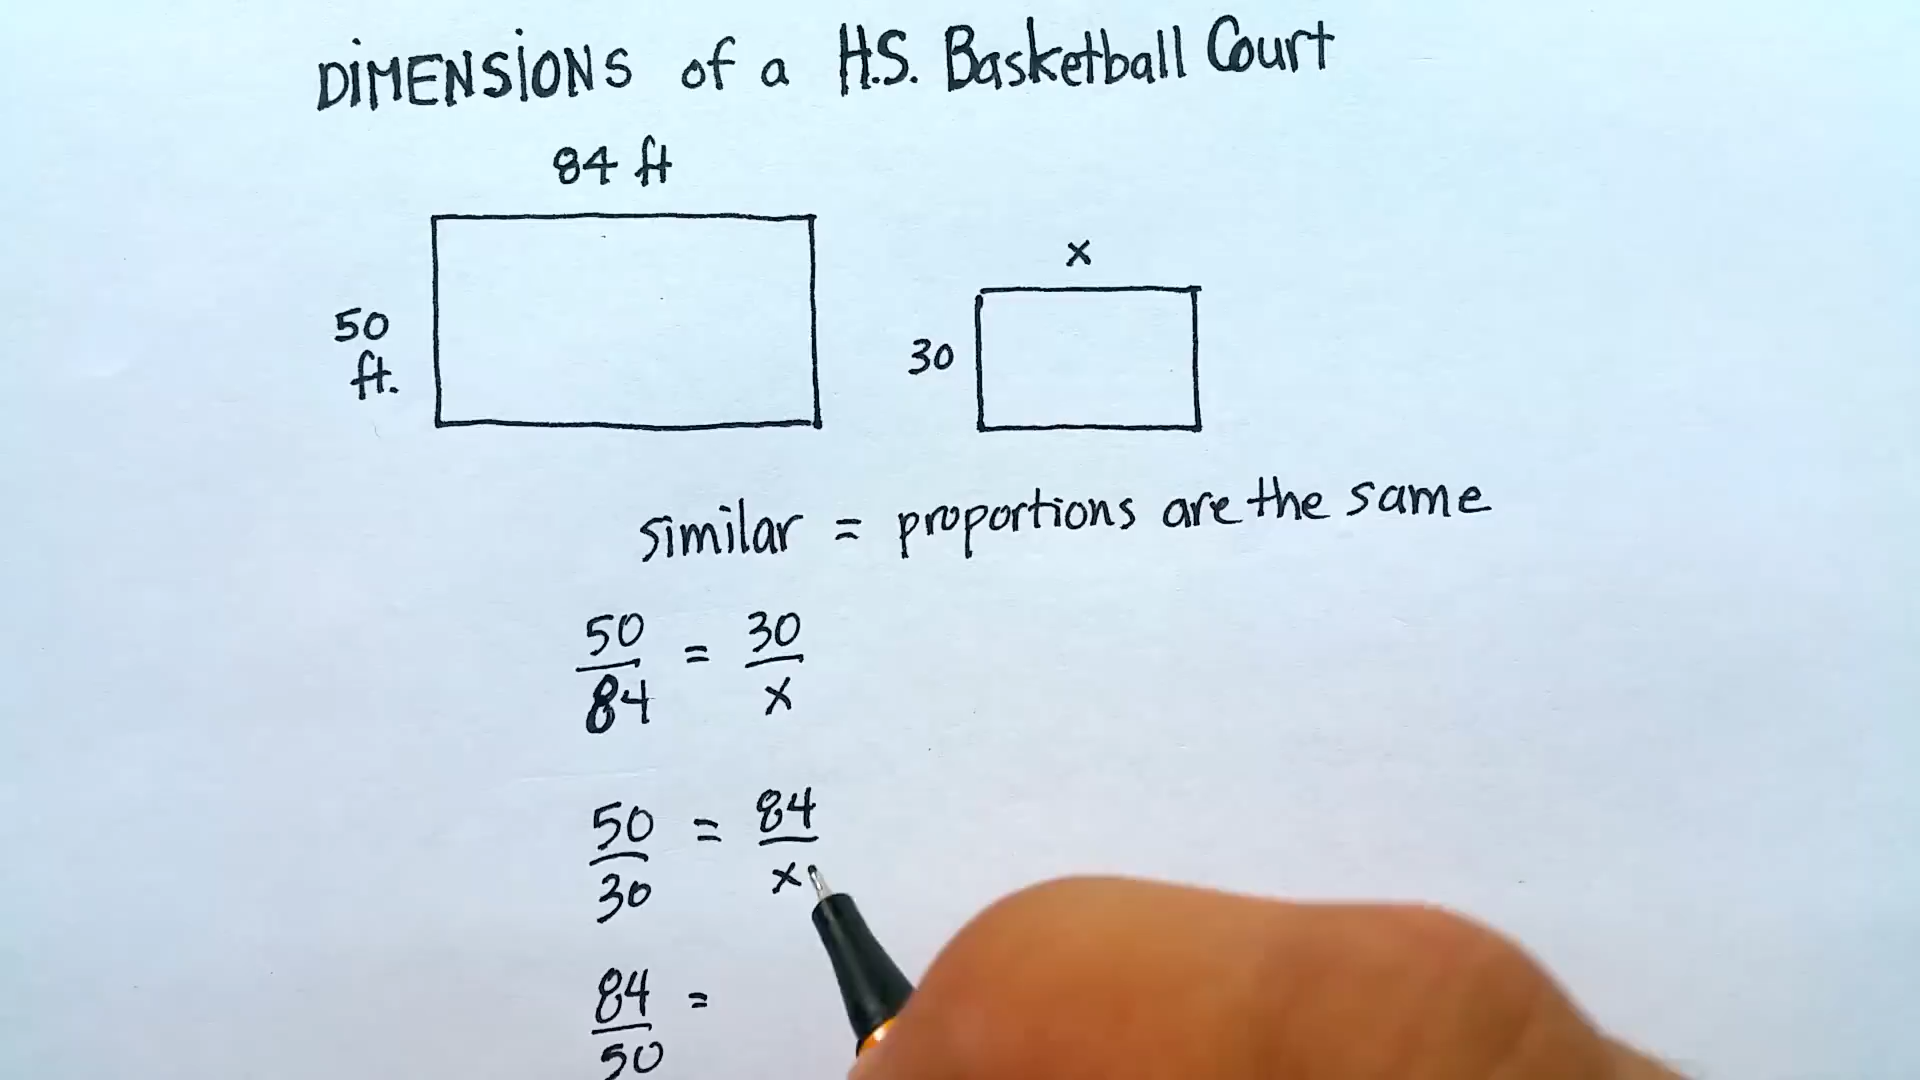 DIMENSIONS of a H.S. Basketball Court
84 ft
x
50
ft.
30
similar = proportions are the same
50/84 = 30/x
50/30 = 84/x
84/50 =